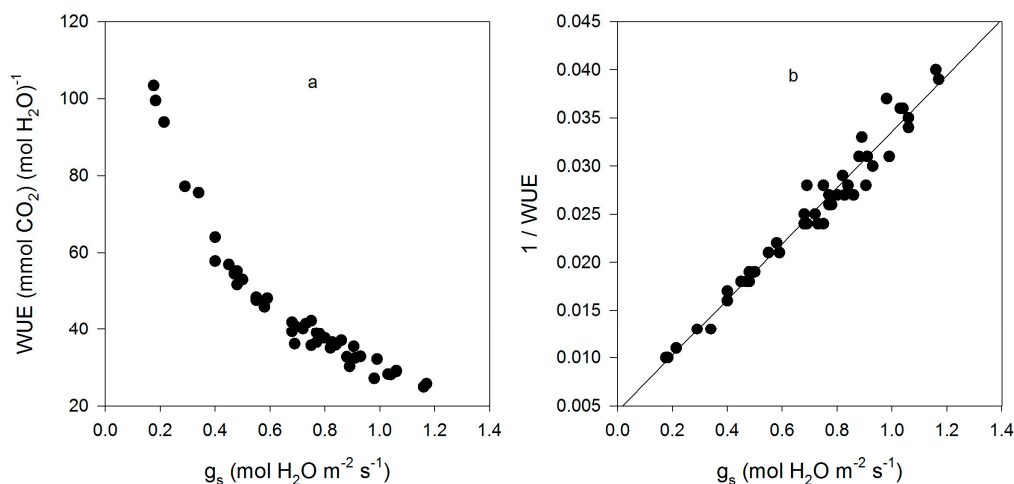 120
100
80
60
40
20
WUE (mmol CO₂) (mol H₂O)⁻¹
a
0.0 0.2 0.4 0.6 0.8 1.0 1.2 1.4
gₛ (mol H₂O m⁻² s⁻¹)
0.045
0.040
0.035
0.030
0.025
0.020
0.015
0.010
0.005
1 / WUE
b
0.0 0.2 0.4 0.6 0.8 1.0 1.2 1.4
gₛ (mol H₂O m⁻² s⁻¹)